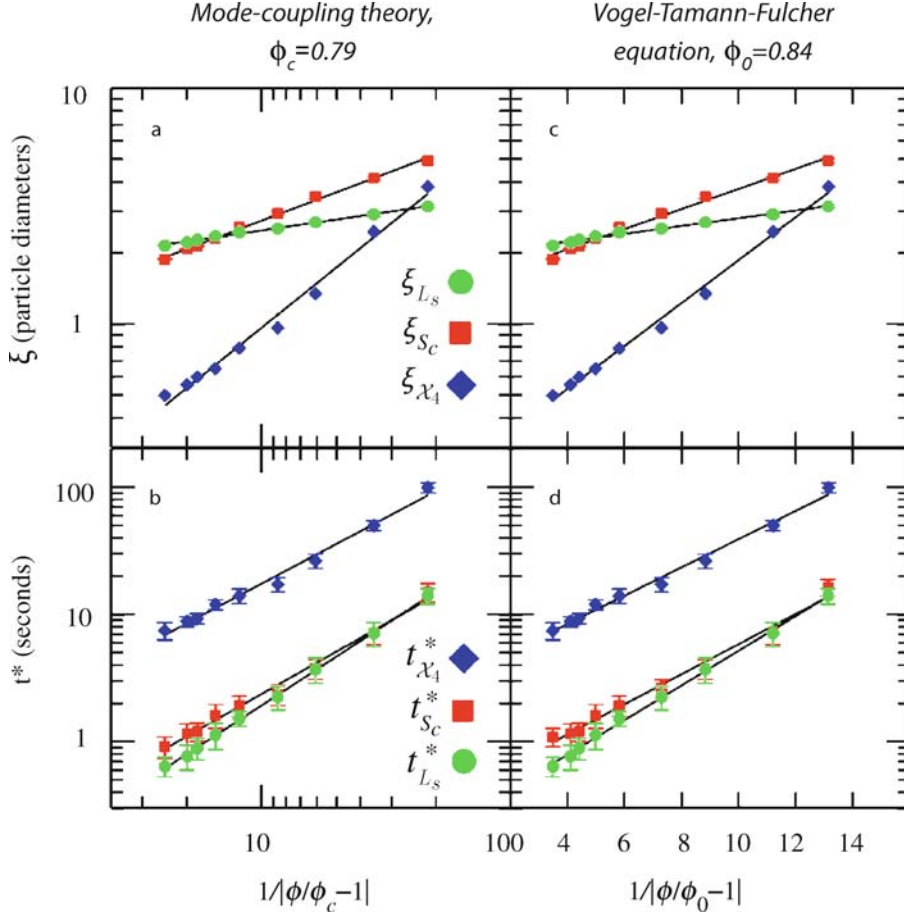 Mode-coupling theory,
ϕc=0.79
Vogel-Tamann-Fulcher
equation, ϕ0=0.84
10
1
ξ (particle diameters)
a
c
ξLs
ξSc
ξχ4
100
10
1
t* (seconds)
b
d
t*χ4
t*Sc
t*Ls
10
100
4
6
8
10
12
14
1/|ϕ/ϕc−1|
1/|ϕ/ϕ0−1|